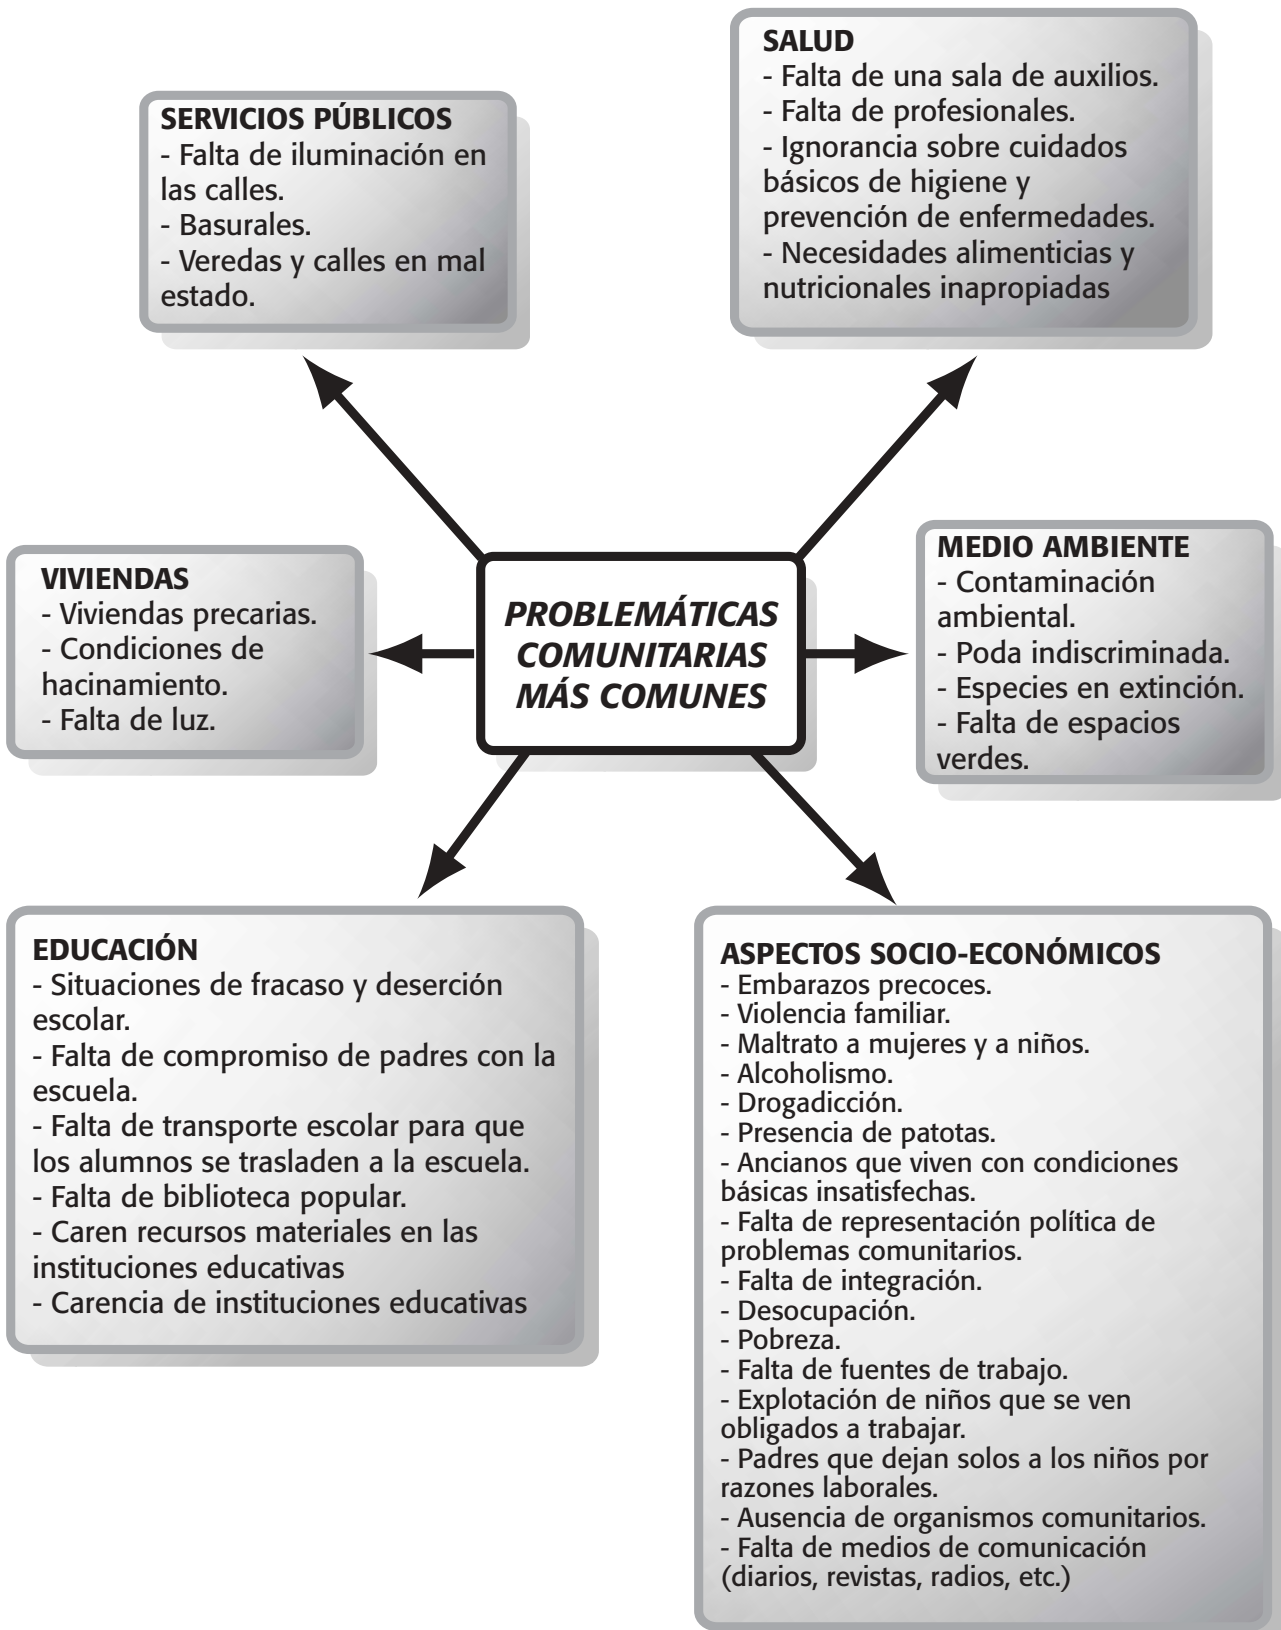 SERVICIOS PÚBLICOS
- Falta de iluminación en
las calles.
- Basurales.
- Veredas y calles en mal
estado.
SALUD
- Falta de una sala de auxilios.
- Falta de profesionales.
- Ignorancia sobre cuidados
básicos de higiene y
prevención de enfermedades.
- Necesidades alimenticias y
nutricionales inapropiadas
VIVIENDAS
- Viviendas precarias.
- Condiciones de
hacinamiento.
- Falta de luz.
PROBLEMÁTICAS
COMUNITARIAS
MÁS COMUNES
MEDIO AMBIENTE
- Contaminación
ambiental.
- Poda indiscriminada.
- Especies en extinción.
- Falta de espacios
verdes.
EDUCACIÓN
- Situaciones de fracaso y deserción
escolar.
- Falta de compromiso de padres con la
escuela.
- Falta de transporte escolar para que
los alumnos se trasladen a la escuela.
- Falta de biblioteca popular.
- Caren recursos materiales en las
instituciones educativas
- Carencia de instituciones educativas
ASPECTOS SOCIO-ECONÓMICOS
- Embarazos precoces.
- Violencia familiar.
- Maltrato a mujeres y a niños.
- Alcoholismo.
- Drogadicción.
- Presencia de patotas.
- Ancianos que viven con condiciones
básicas insatisfechas.
- Falta de representación política de
problemas comunitarios.
- Falta de integración.
- Desocupación.
- Pobreza.
- Falta de fuentes de trabajo.
- Explotación de niños que se ven
obligados a trabajar.
- Padres que dejan solos a los niños por
razones laborales.
- Ausencia de organismos comunitarios.
- Falta de medios de comunicación
(diarios, revistas, radios, etc.)